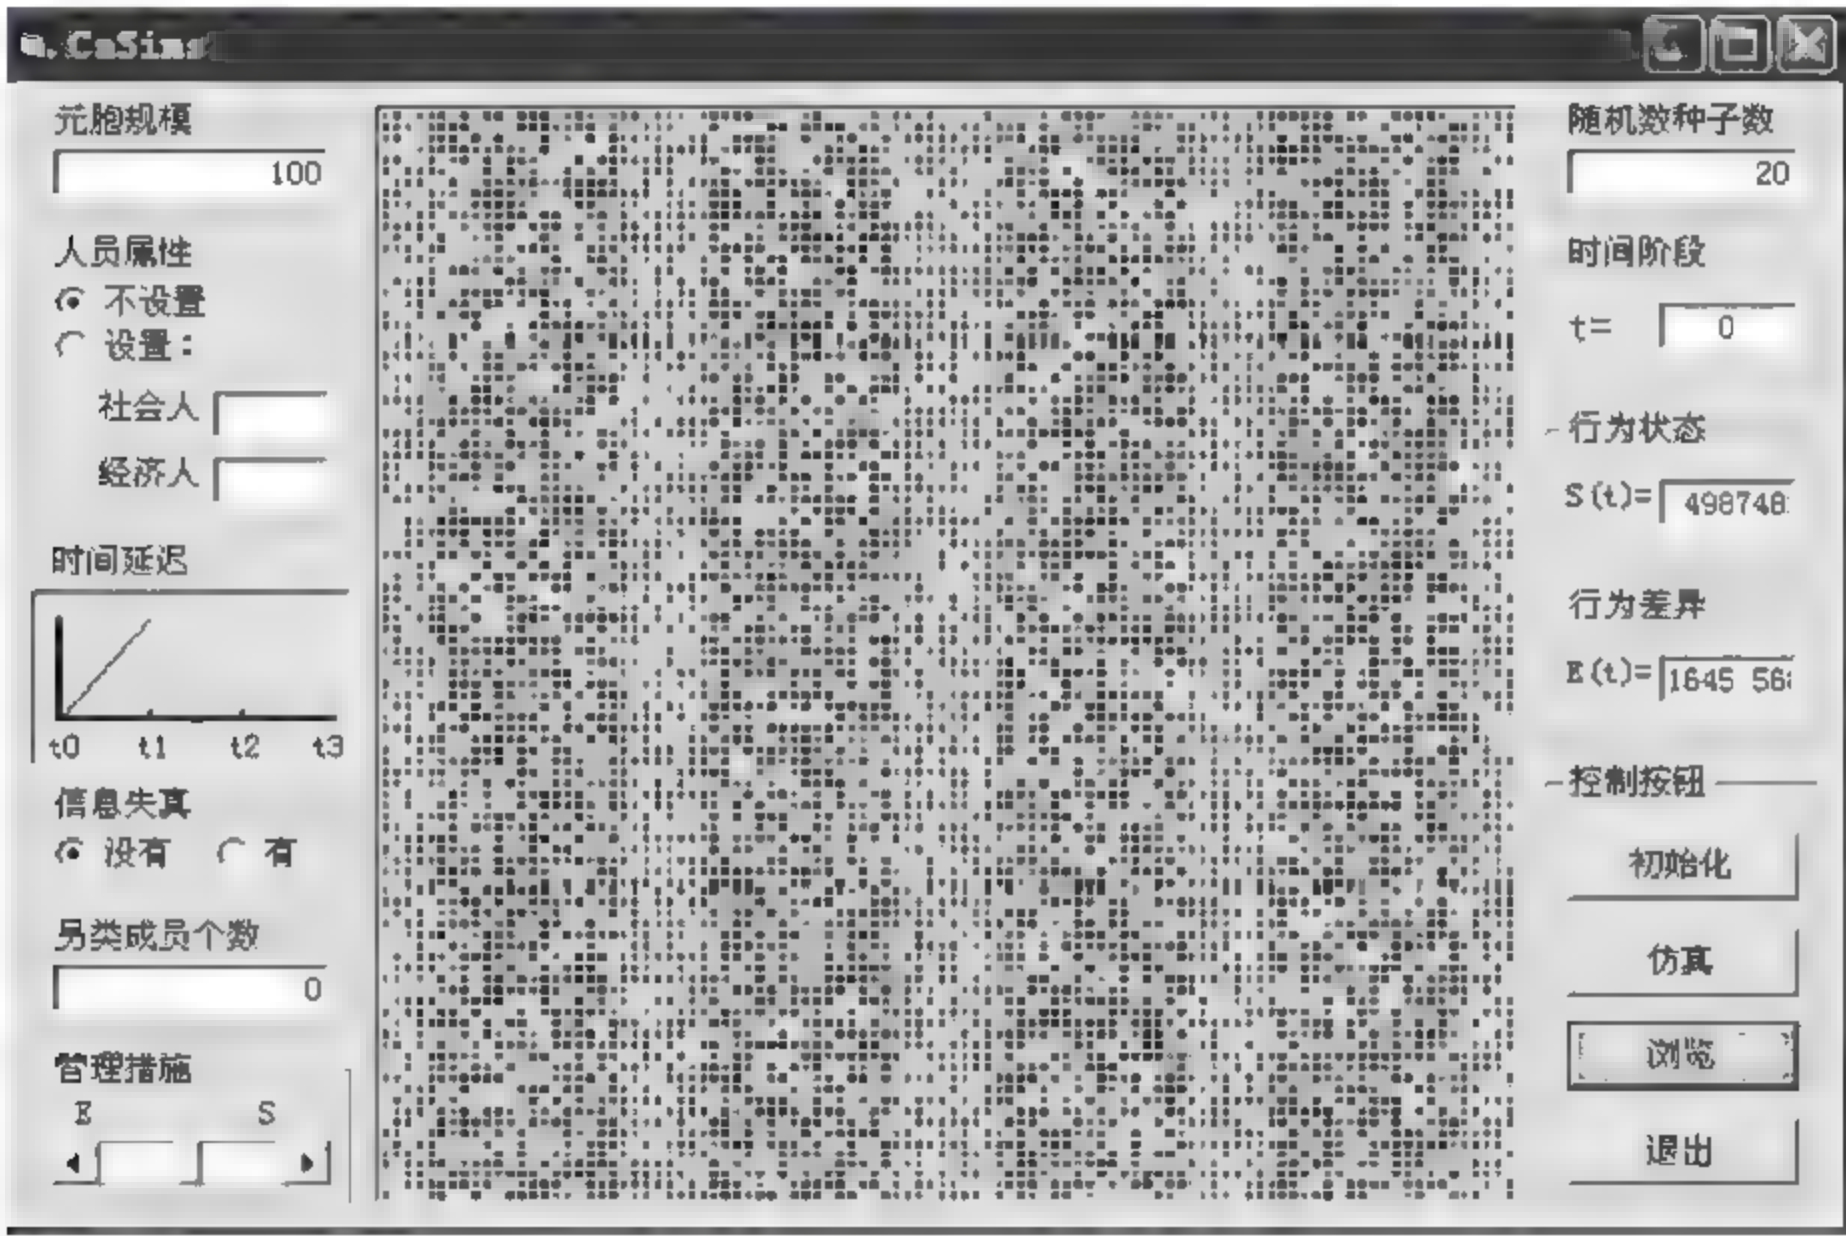 CaSims
元胞规模
100
人员属性
不设置
设置：
社会人
经济人
时间延迟
t0 t1 t2 t3
信息失真
没有 有
另类成员个数
0
管理措施
E S
随机数种子数
20
时间阶段
t= 0
行为状态
S(t)= 498748
行为差异
E(t)= 1645 56
控制按钮
初始化
仿真
浏览
退出